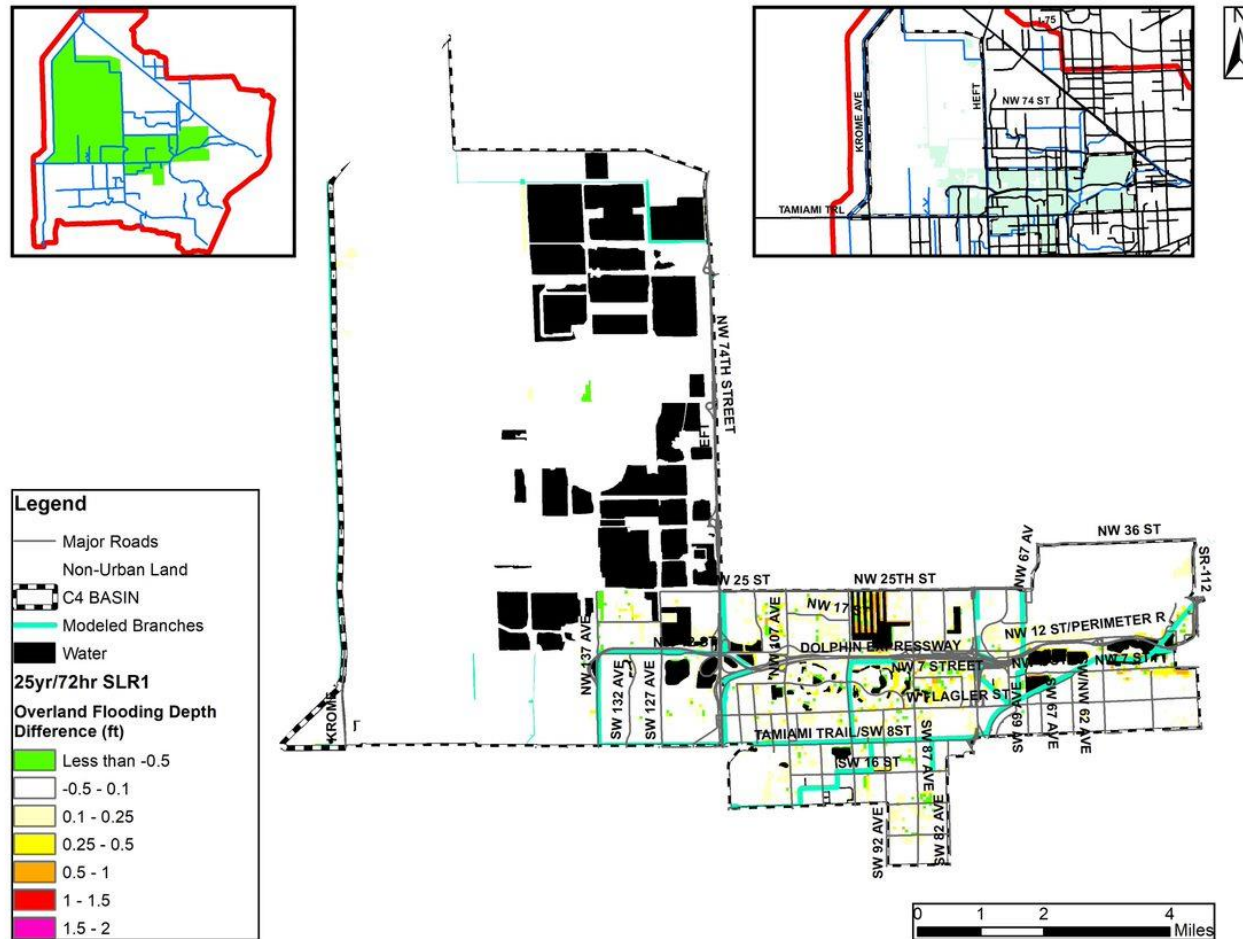 I-75
KROME AVE
HEFT
NW 74 ST
TAMIAMI TRL
N
NW 74TH STREET
EFT
Legend
Major Roads
Non-Urban Land
C4 BASIN
Modeled Branches
Water
25yr/72hr SLR1
Overland Flooding Depth
Difference (ft)
Less than -0.5
-0.5 - 0.1
0.1 - 0.25
0.25 - 0.5
0.5 - 1
1 - 1.5
1.5 - 2
NW 36 ST
NW 67 AV
SR-112
W 25 ST
NW 25TH ST
NW 17 ST
NW 107 AVE
NW 137 AVE
NW 12 ST/PERIMETER R
DOLPHIN EXPRESSWAY
NW 7 STREET
NW 7 ST
W FLAGLER ST
SW 132 AVE
SW 127 AVE
KROME
TAMIAMI TRAIL/SW 8ST
SW 69 AVE
SW 67 AVE
W/NW 62 AVE
SW 87 AVE
SW 16 ST
SW 92 AVE
SW 82 AVE
0 1 2 4
Miles